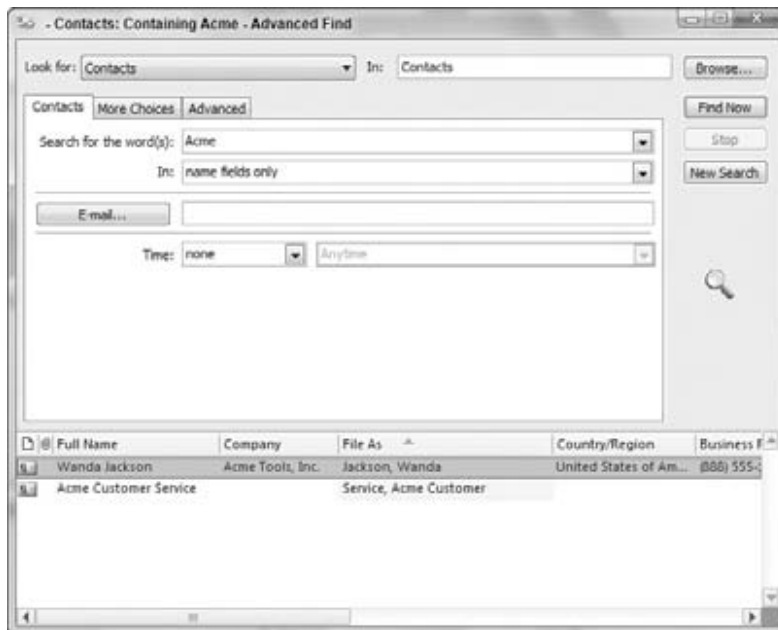 - Contacts: Containing Acme - Advanced Find
Look for: Contacts In: Contacts Browse...
Contacts More Choices Advanced Find Now
Search for the word(s): Acme Stop
In: name fields only New Search
E-mail...
Time: none Anytime
Full Name Company File As Country/Region Business
Wanda Jackson Acme Tools, Inc. Jackson, Wanda United States of Am... (888) 555-
Acme Customer Service Service, Acme Customer